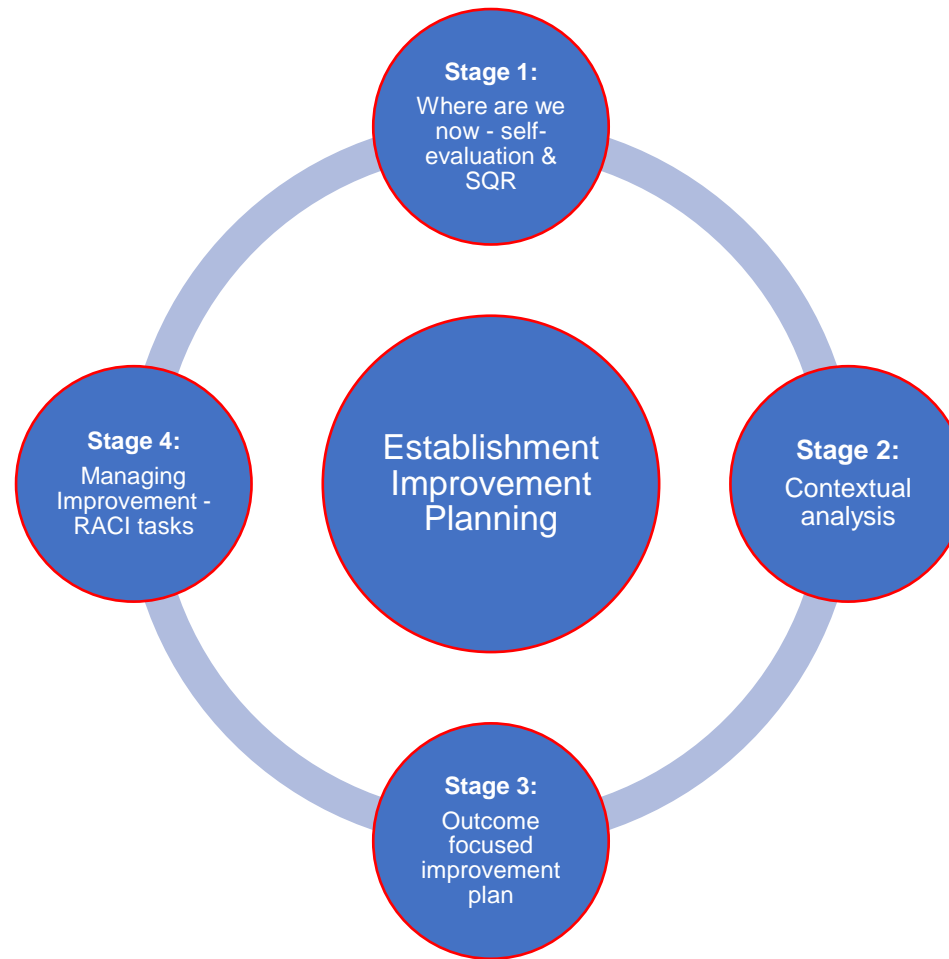 Stage 1:
Where are we
now - self-
evaluation &
SQR
Establishment
Improvement
Planning
Stage 2:
Contextual
analysis
Stage 3:
Outcome
focused
improvement
plan
Stage 4:
Managing
Improvement -
RACI tasks